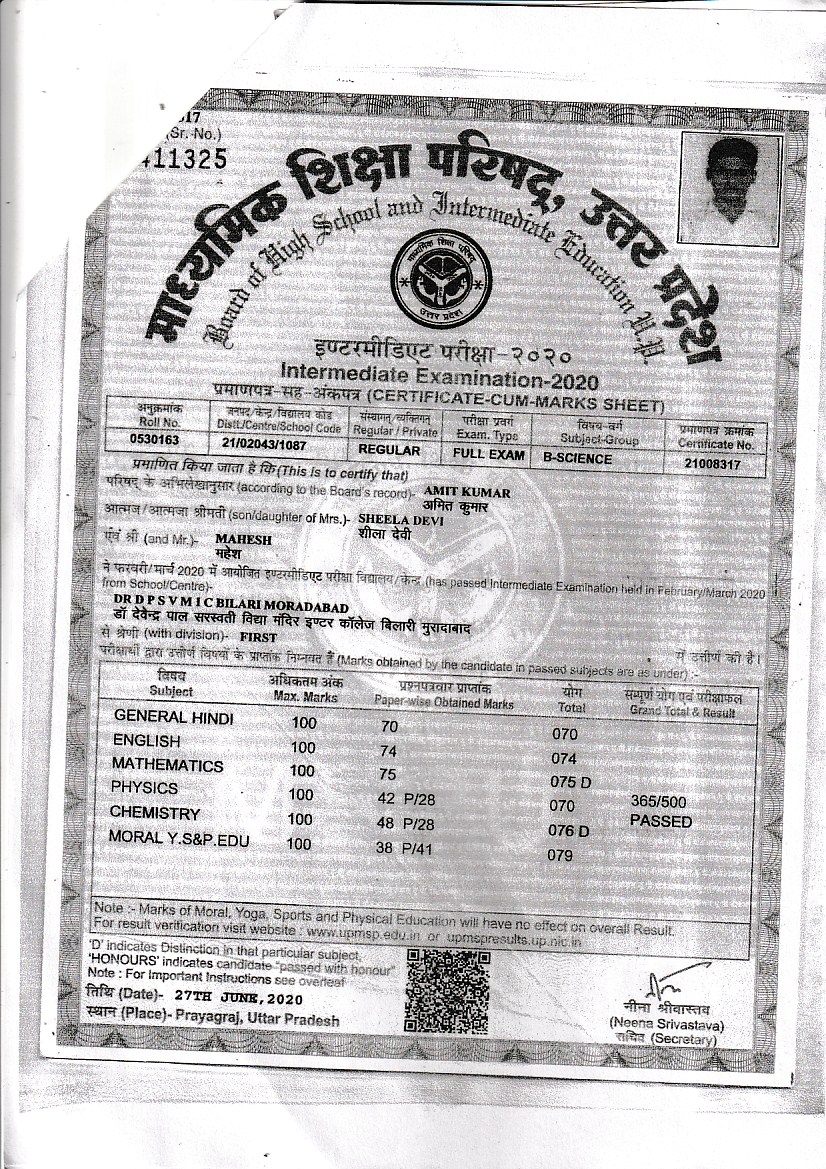 317
(Sr. No.)
411325
माध्यमिक शिक्षा परिषद्, उत्तर प्रदेश
Board of High School and Intermediate Education U.P.
माध्यमिक शिक्षा परिषद
उत्तर प्रदेश
इण्टरमीडिएट परीक्षा-२०२०
Intermediate Examination-2020
प्रमाणपत्र-सह-अंकपत्र (CERTIFICATE-CUM-MARKS SHEET)
अनुक्रमांक जनपद/केन्द्र/विद्यालय कोड संस्थागत/व्यक्तिगत परीक्षा प्रवर्ग विषय-वर्ग प्रमाणपत्र क्रमांक
Roll No. Distt./Centre/School Code Regular / Private Exam. Type Subject-Group Certificate No.
0530163 21/02043/1087 REGULAR FULL EXAM B-SCIENCE 21008317
प्रमाणित किया जाता है कि (This is to certify that)
परिषद् के अभिलेखानुसार (according to the Board's record)- AMIT KUMAR
अमित कुमार
आत्मज/आत्मजा श्रीमती (son/daughter of Mrs.)- SHEELA DEVI
शीला देवी
एवं श्री (and Mr.)- MAHESH
महेश
ने फरवरी/मार्च 2020 में आयोजित इण्टरमीडिएट परीक्षा विद्यालय/केन्द्र (has passed Intermediate Examination held in February/March 2020
from School/Centre)-
DR D P S V M I C BILARI MORADABAD
डॉ देवेन्द्र पाल सरस्वती विद्या मंदिर इण्टर कॉलेज बिलारी मुरादाबाद
से श्रेणी (with division)- FIRST में उत्तीर्ण की है।
परीक्षार्थी द्वारा उत्तीर्ण विषयों के प्राप्तांक निम्नवत हैं (Marks obtained by the candidate in passed subjects are as under) :-
विषय अधिकतम अंक प्रश्नपत्रवार प्राप्तांक योग सम्पूर्ण योग एवं परीक्षाफल
Subject Max. Marks Paper-wise Obtained Marks Total Grand Total & Result
GENERAL HINDI 100 70 070
ENGLISH 100 74 074
MATHEMATICS 100 75 075 D
PHYSICS 100 42 P/28 070 365/500
CHEMISTRY 100 48 P/28 076 D PASSED
MORAL Y.S&P.EDU 100 38 P/41 079
Note :- Marks of Moral, Yoga, Sports and Physical Education will have no effect on overall Result.
For result verification visit website : www.upmsp.edu.in or upmspresults.up.nic.in
'D' indicates Distinction in that particular subject.
'HONOURS' indicates candidate "passed with honour"
Note : For Important Instructions see overleaf
तिथि (Date)- 27TH JUNE, 2020
स्थान (Place)- Prayagraj, Uttar Pradesh
नीना श्रीवास्तव
(Neena Srivastava)
सचिव (Secretary)